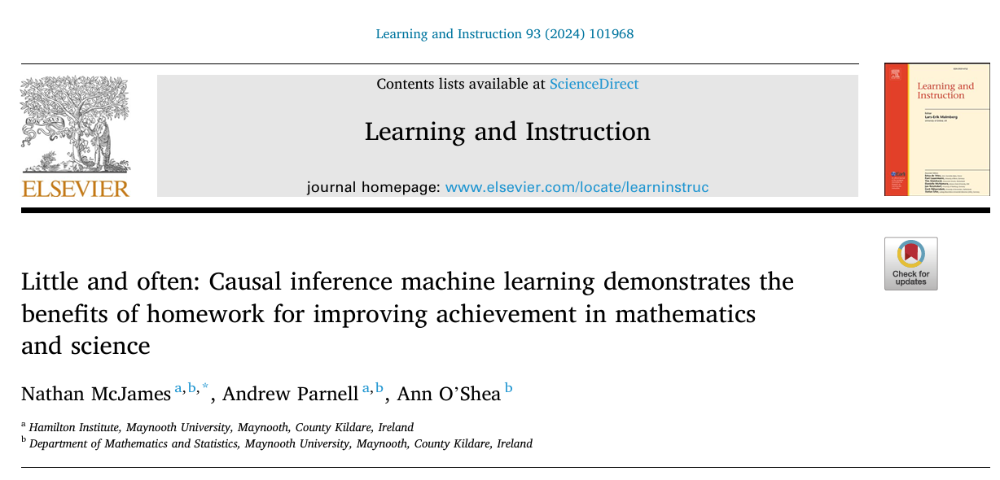 Learning and Instruction 93 (2024) 101968
Contents lists available at ScienceDirect
Learning and Instruction
journal homepage: www.elsevier.com/locate/learninstruc
ELSEVIER
Learning and
Instruction
Lars-Erik Malmberg
Check for
updates
Little and often: Causal inference machine learning demonstrates the
benefits of homework for improving achievement in mathematics
and science
Nathan McJames a,b,*, Andrew Parnell a,b, Ann O’Shea b
a Hamilton Institute, Maynooth University, Maynooth, County Kildare, Ireland
b Department of Mathematics and Statistics, Maynooth University, Maynooth, County Kildare, Ireland